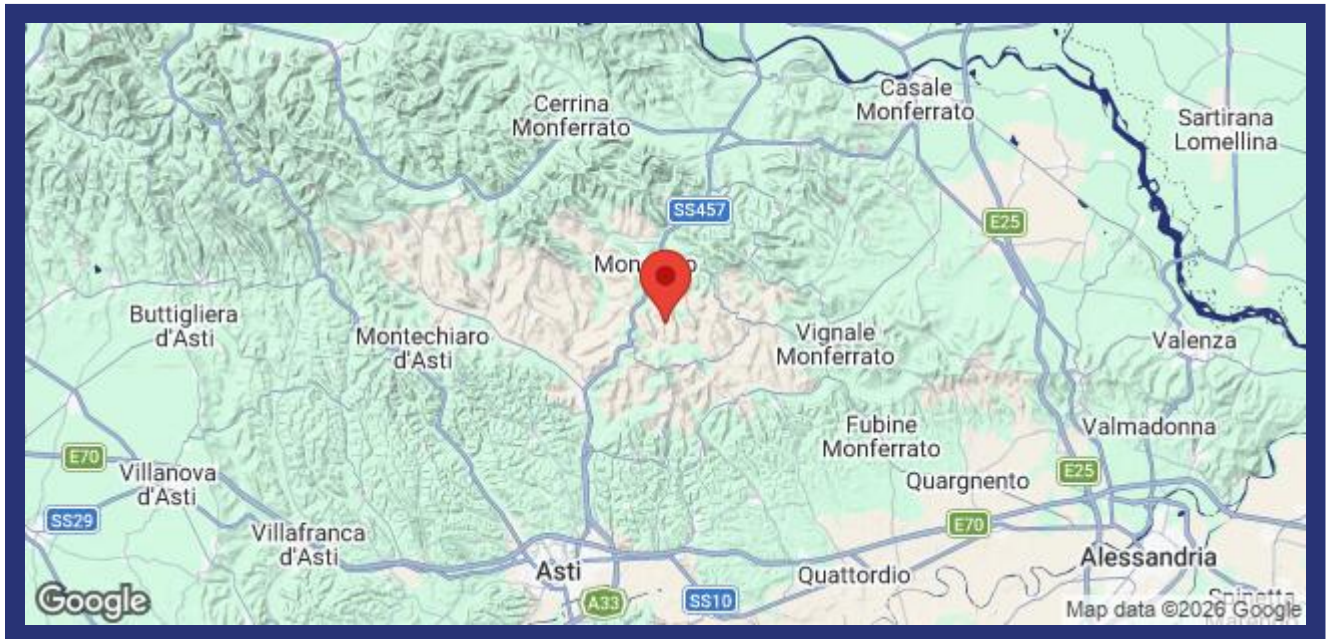 Cerrina
Monferrato
Casale
Monferrato
Sartirana
Lomellina
SS457
E25
Buttigliera
d'Asti
Montechiaro
d'Asti
Vignale
Monferrato
Valenza
Fubine
Monferrato
Valmadonna
E70
Villanova
d'Asti
Quargnento
E25
SS29
Villafranca
d'Asti
E70
Asti
Quattordio
Alessandria
Google
A33
SS10
Map data ©2026 Google